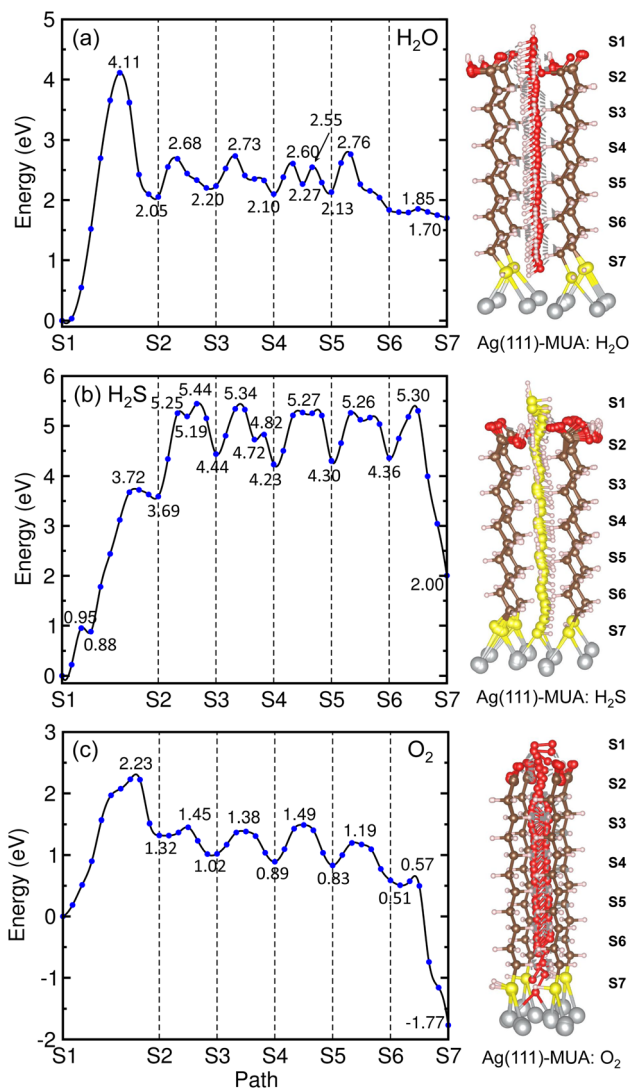 (a)
H₂O
Energy (eV)
5
4
3
2
1
0
4.11
2.05
2.68
2.20
2.73
2.10
2.60
2.27
2.55
2.13
2.76
1.85
1.70
S1
S2
S3
S4
S5
S6
S7
S1
S2
S3
S4
S5
S6
S7
Ag(111)-MUA: H₂O
(b) H₂S
Energy (eV)
6
5
4
3
2
1
0
0.95
0.88
3.72
3.69
5.25
5.19
5.44
4.44
5.34
4.72
4.82
4.23
5.27
4.30
5.26
4.36
5.30
2.00
S1
S2
S3
S4
S5
S6
S7
S1
S2
S3
S4
S5
S6
S7
Ag(111)-MUA: H₂S
(c)
O₂
Energy (eV)
3
2
1
0
-1
-2
2.23
1.32
1.45
1.02
1.38
0.89
1.49
0.83
1.19
0.51
0.57
-1.77
S1
S2
S3
S4
S5
S6
S7
Path
S1
S2
S3
S4
S5
S6
S7
Ag(111)-MUA: O₂